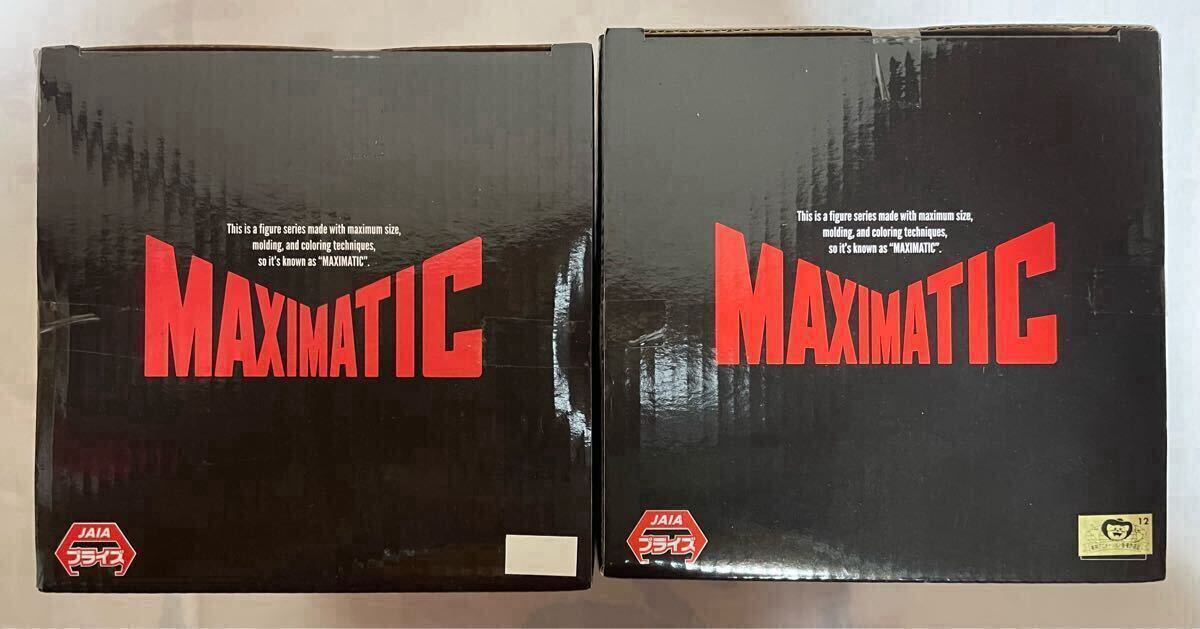 This is a figure series made with maximum size,
molding, and coloring techniques,
so it's known as "MAXIMATIC".
MAXIMATIC
JAIA
プライズ
This is a figure series made with maximum size,
molding, and coloring techniques,
so it's known as "MAXIMATIC".
MAXIMATIC
JAIA
プライズ
12